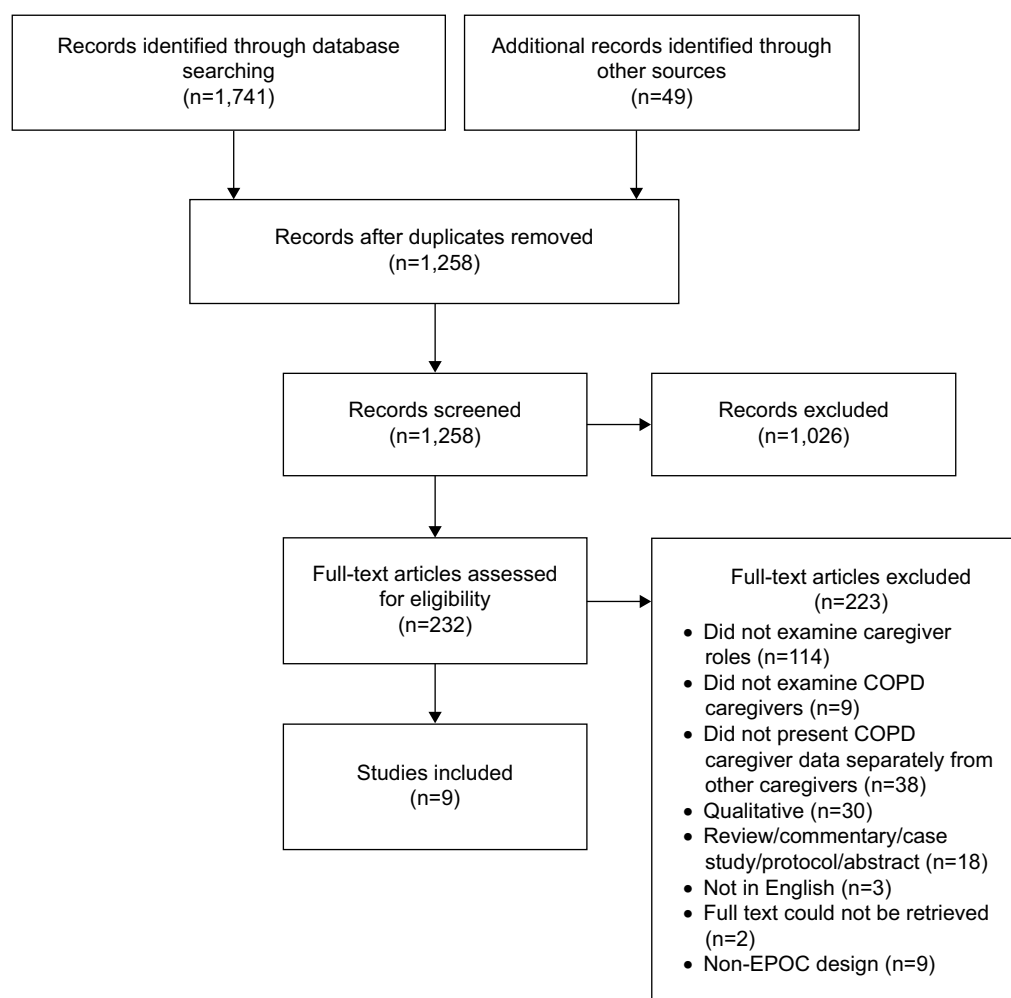 Records identified through database
searching
(n=1,741)
Additional records identified through
other sources
(n=49)
Records after duplicates removed
(n=1,258)
Records screened
(n=1,258)
Records excluded
(n=1,026)
Full-text articles assessed
for eligibility
(n=232)
Full-text articles excluded
(n=223)
• Did not examine caregiver
roles (n=114)
• Did not examine COPD
caregivers (n=9)
• Did not present COPD
caregiver data separately from
other caregivers (n=38)
• Qualitative (n=30)
• Review/commentary/case
study/protocol/abstract (n=18)
• Not in English (n=3)
• Full text could not be retrieved
(n=2)
• Non-EPOC design (n=9)
Studies included
(n=9)